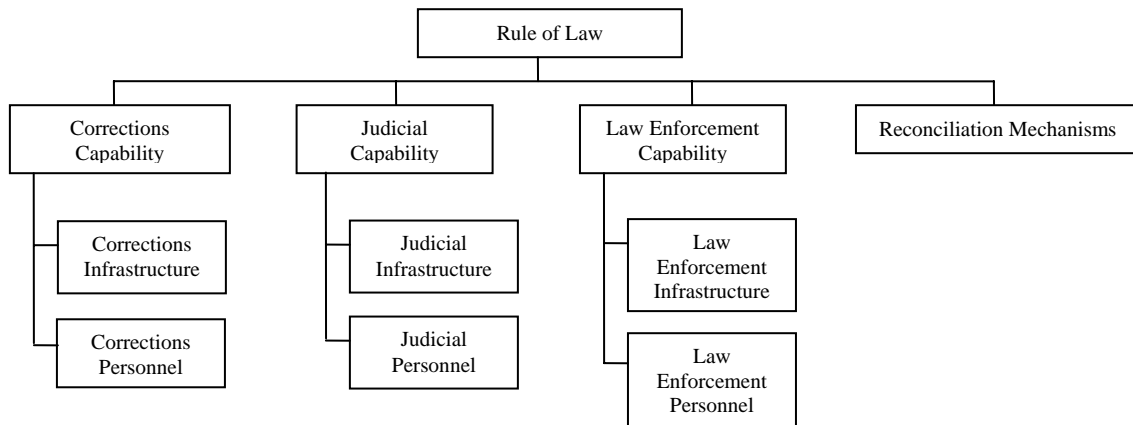 Rule of Law
Corrections
Capability
Judicial
Capability
Law Enforcement
Capability
Reconciliation Mechanisms
Corrections
Infrastructure
Judicial
Infrastructure
Law
Enforcement
Infrastructure
Corrections
Personnel
Judicial
Personnel
Law
Enforcement
Personnel